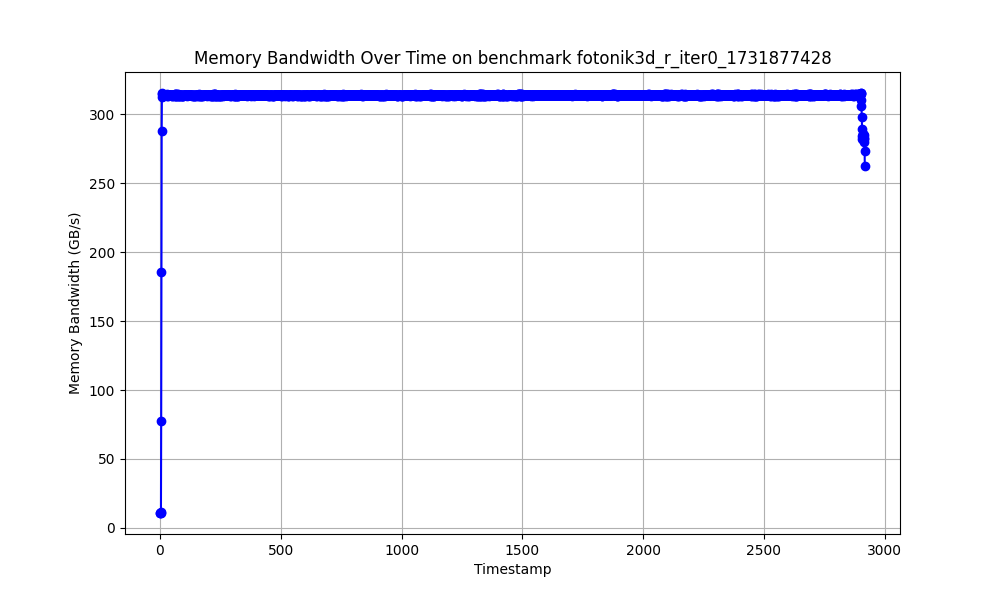 Memory Bandwidth Over Time on benchmark fotonik3d_r_iter0_1731877428
Memory Bandwidth (GB/s)
300
250
200
150
100
50
0
0 500 1000 1500 2000 2500 3000
Timestamp